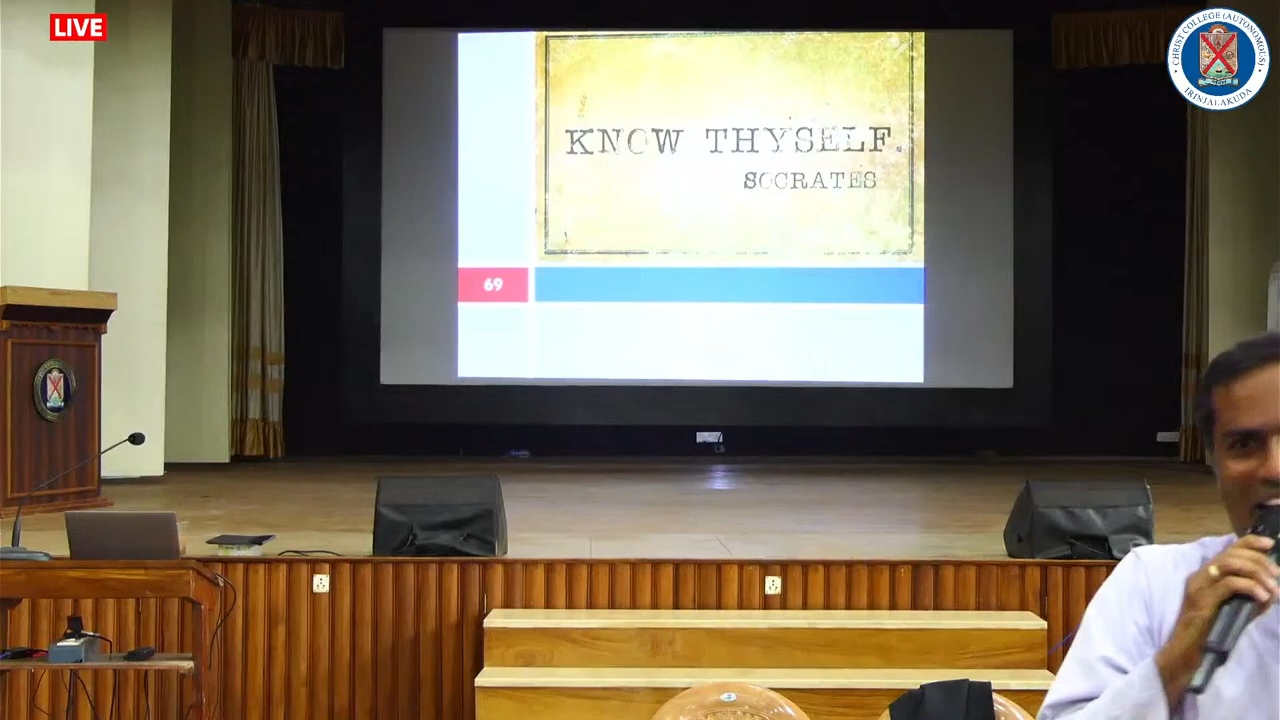 LIVE
CHRIST COLLEGE (AUTONOMOUS)
IRINJALAKUDA
KNOW THYSELF.
SOCRATES
69